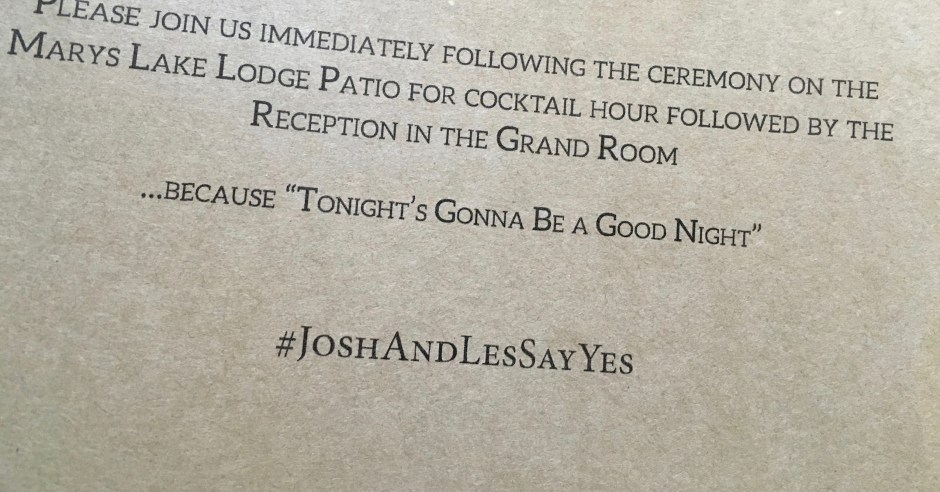 Please join us immediately following the ceremony on the
Marys Lake Lodge Patio for cocktail hour followed by the
Reception in the Grand Room
...because “Tonight’s Gonna Be a Good Night”
#JoshAndLesSayYes